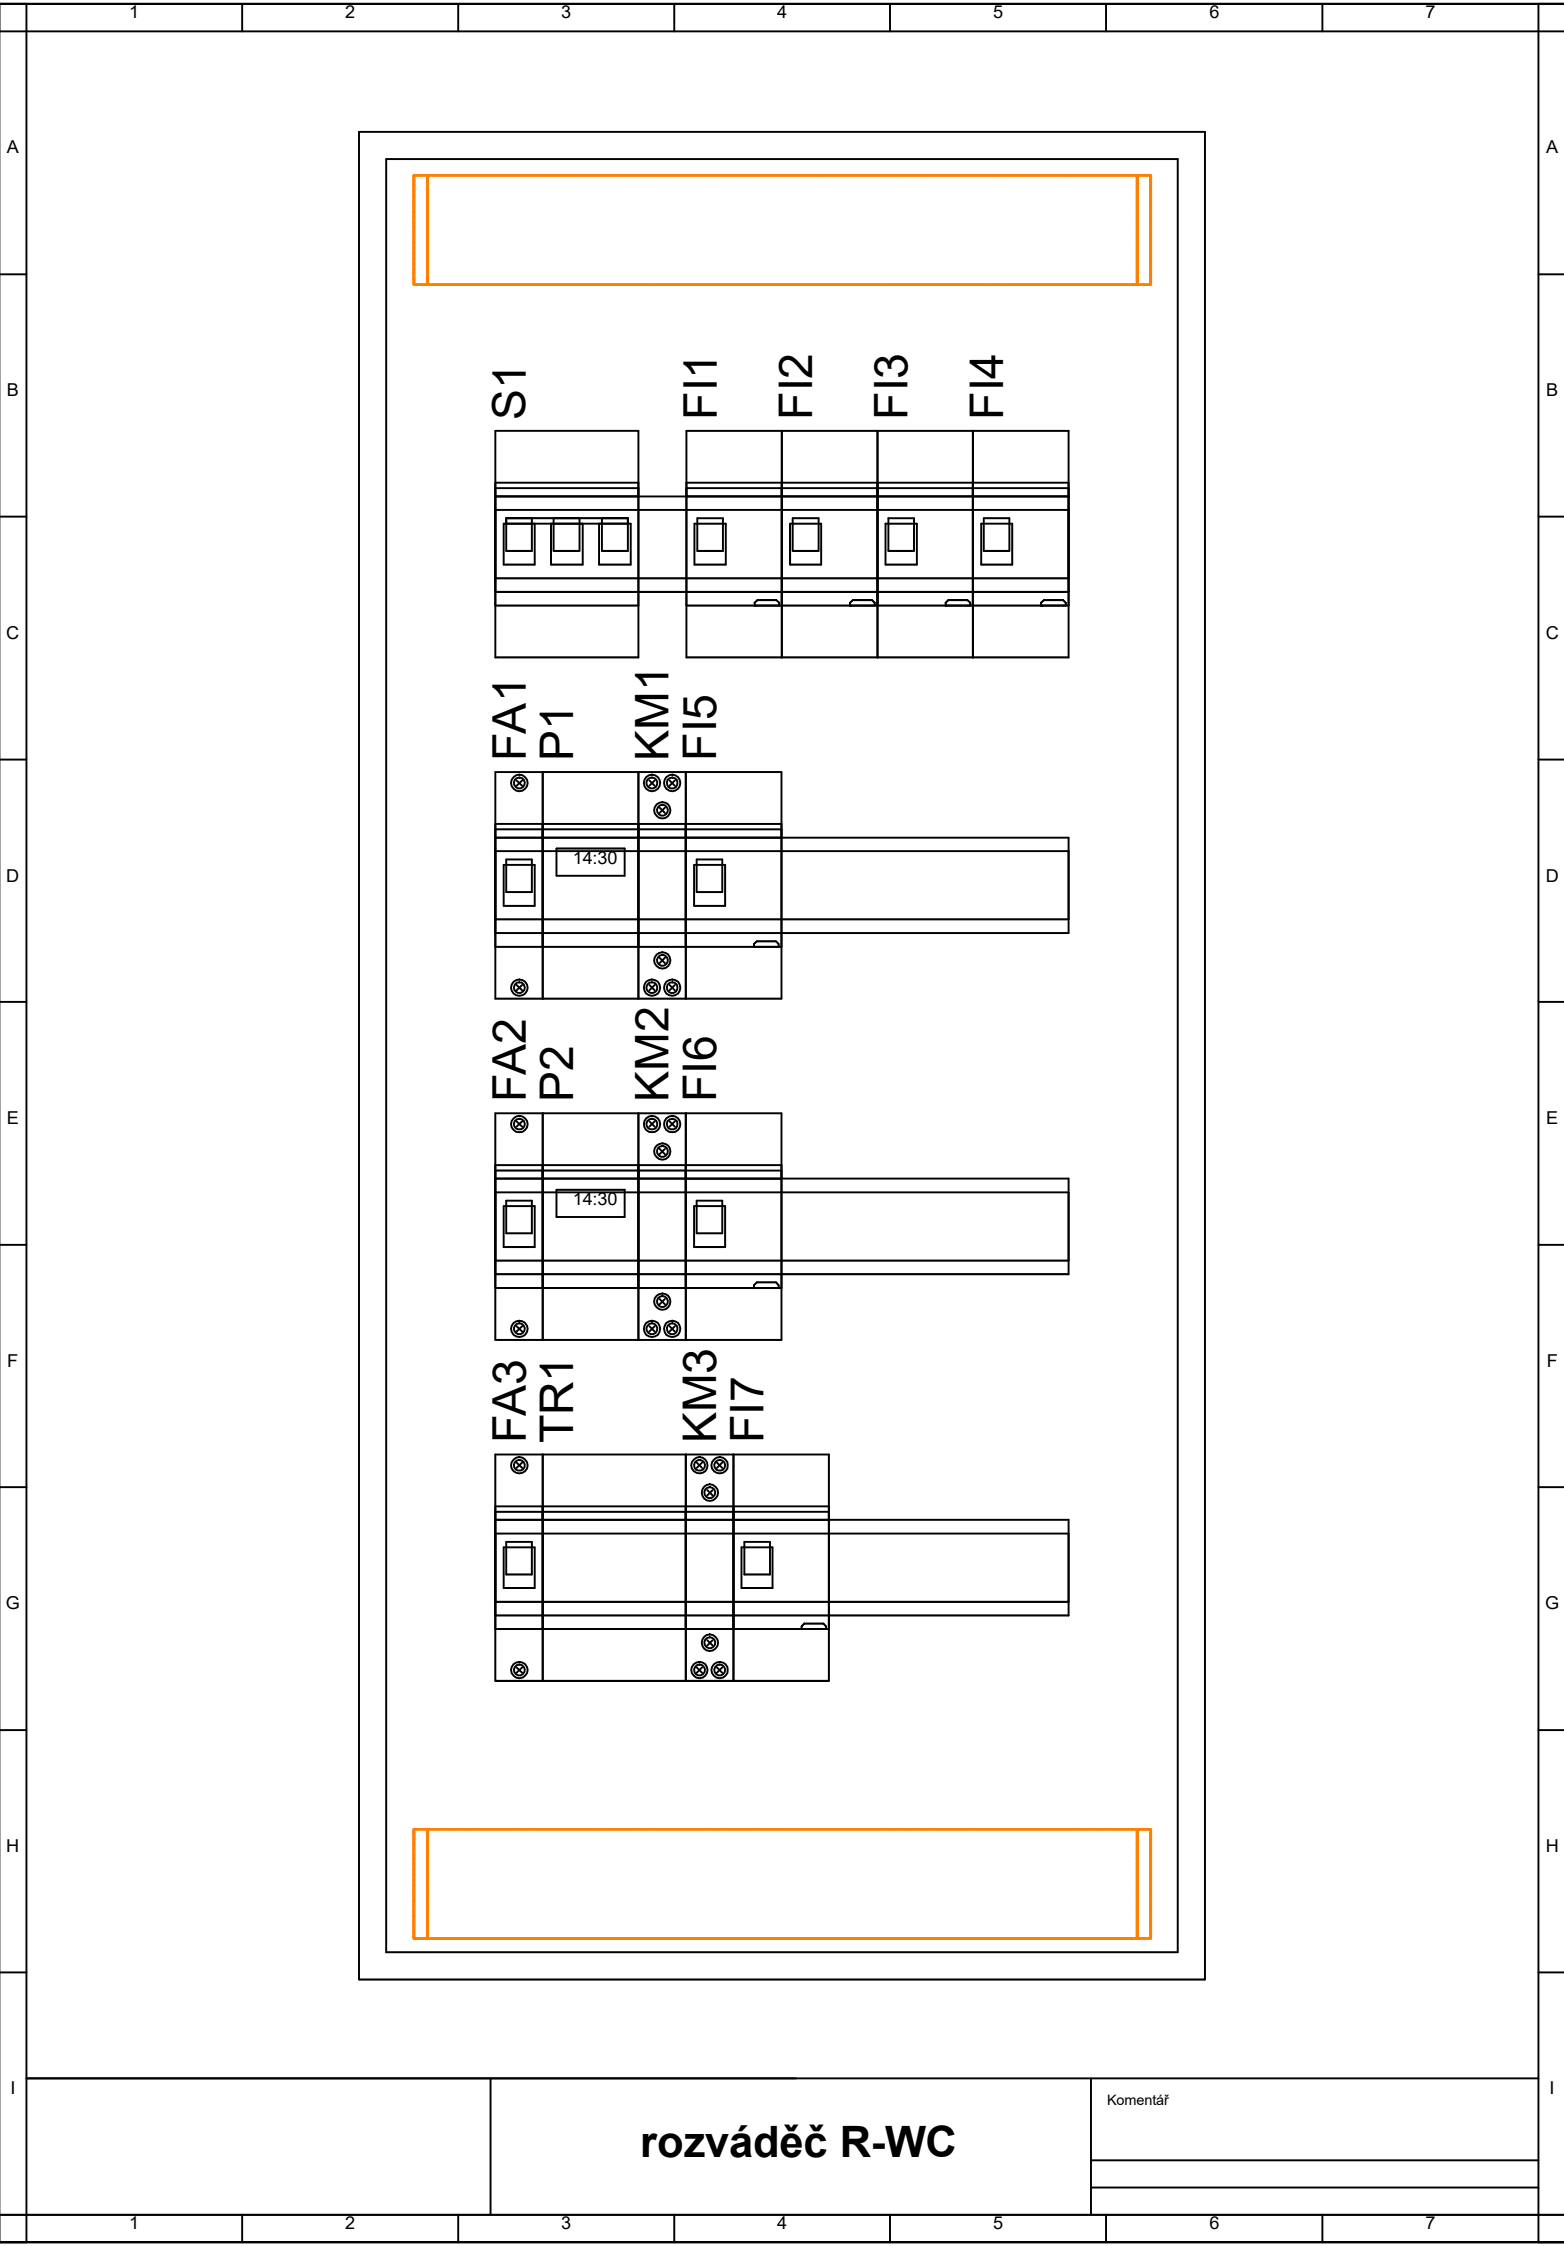 1 2 3 4 5 6 7
A A
S1 FI1 FI2 FI3 FI4
B B
C C
FA1 P1 KM1 FI5
14:30
D D
FA2 P2 KM2 FI6
E E
14:30
F F
FA3 TR1 KM3 FI7
G G
H H
I I
Komentář
rozváděč R-WC
1 2 3 4 5 6 7